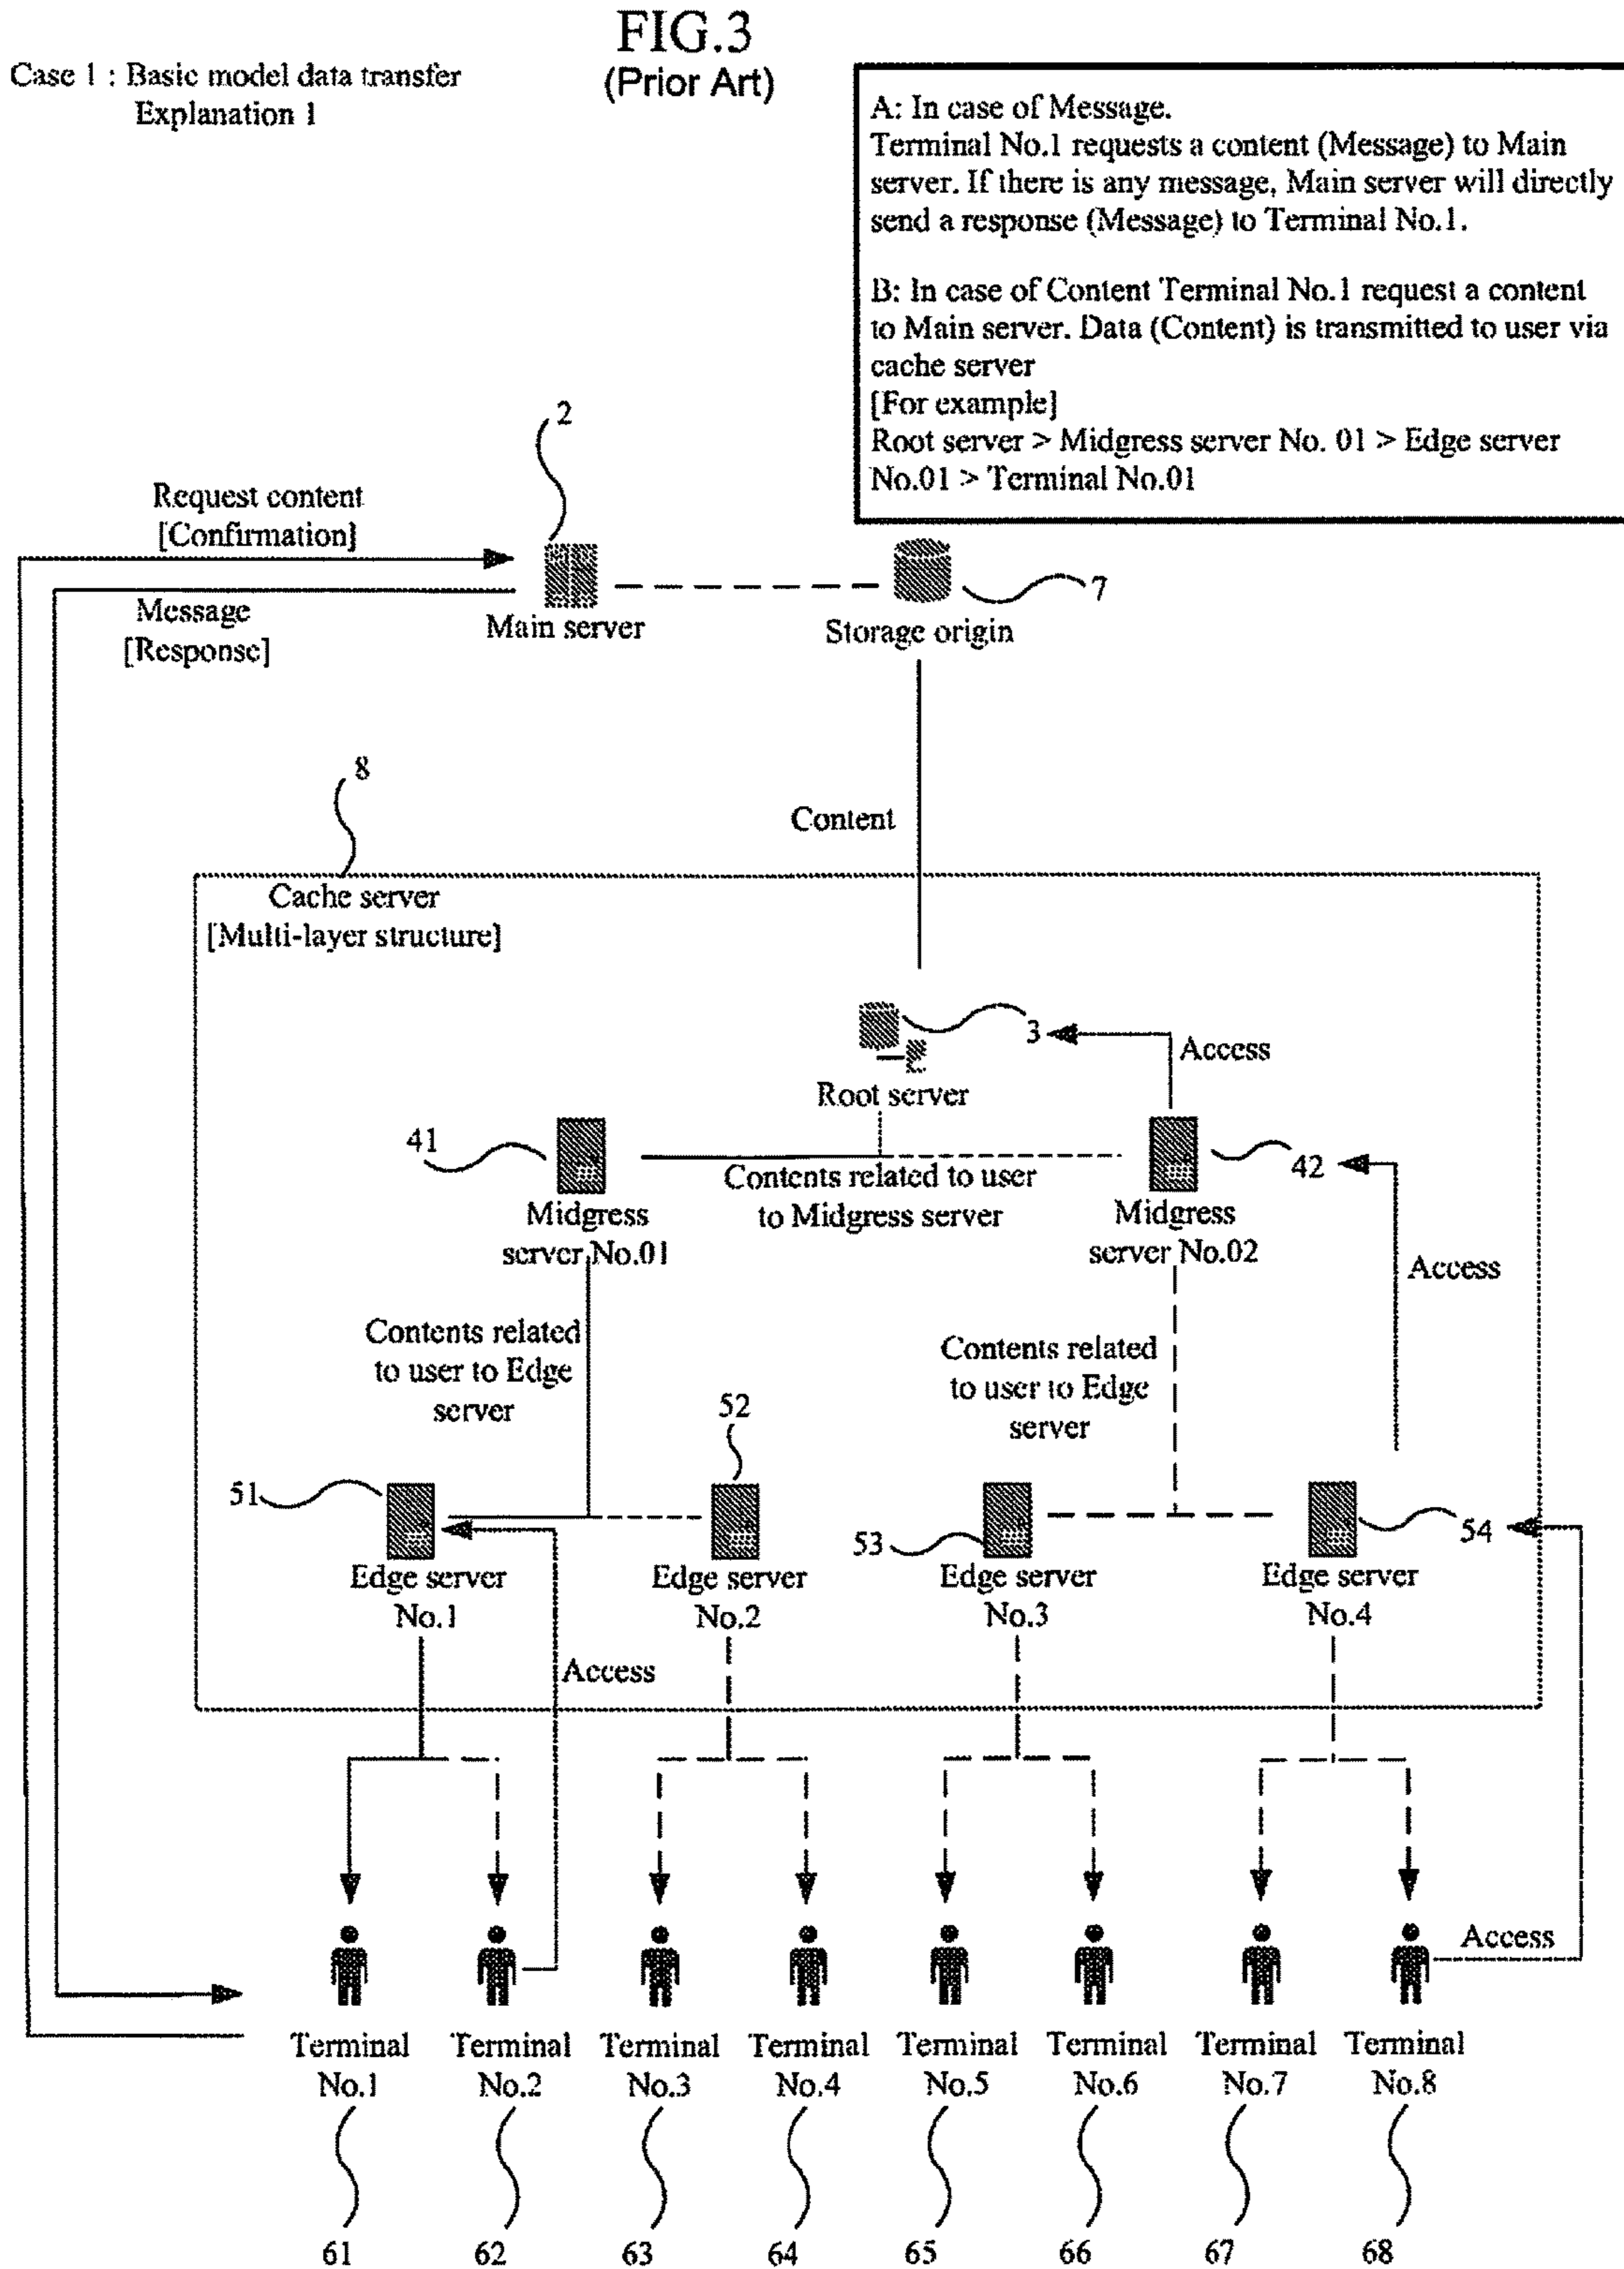 FIG.3
(Prior Art)
Case 1 : Basic model data transfer
Explanation 1
A: In case of Message.
Terminal No.1 requests a content (Message) to Main
server. If there is any message, Main server will directly
send a response (Message) to Terminal No.1.
B: In case of Content Terminal No.1 request a content
to Main server. Data (Content) is transmitted to user via
cache server
[For example]
Root server > Midgress server No. 01 > Edge server
No.01 > Terminal No.01
2
Request content
[Confirmation]
Message
[Response]
Main server
7
Storage origin
8
Content
Cache server
[Multi-layer structure]
3
Access
Root server
41
42
Contents related to user
to Midgress server
Midgress
server No.01
Midgress
server No.02
Access
Contents related
to user to Edge
server
Contents related
to user to Edge
server
52
51
53
54
Edge server
No.1
Edge server
No.2
Edge server
No.3
Edge server
No.4
Access
Access
Terminal
No.1
Terminal
No.2
Terminal
No.3
Terminal
No.4
Terminal
No.5
Terminal
No.6
Terminal
No.7
Terminal
No.8
61
62
63
64
65
66
67
68